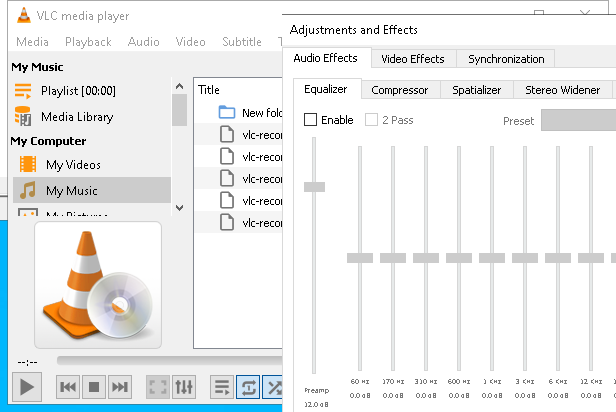 VLC media player
Media Playback Audio Video Subtitle
My Music
Playlist [00:00]
Media Library
My Computer
My Videos
My Music
My Pictures
Title
New fold
vlc-recor
vlc-recor
vlc-recor
vlc-recor
vlc-recor
--:--
Adjustments and Effects
Audio Effects Video Effects Synchronization
Equalizer Compressor Spatializer Stereo Widener
Enable 2 Pass Preset
60 Hz 170 Hz 310 Hz 600 Hz 1 KHz 3 KHz 6 KHz 12 KHz
Preamp 0.0 dB 0.0 dB 0.0 dB 0.0 dB 0.0 dB 0.0 dB 0.0 dB 0.0 dB
12.0 dB